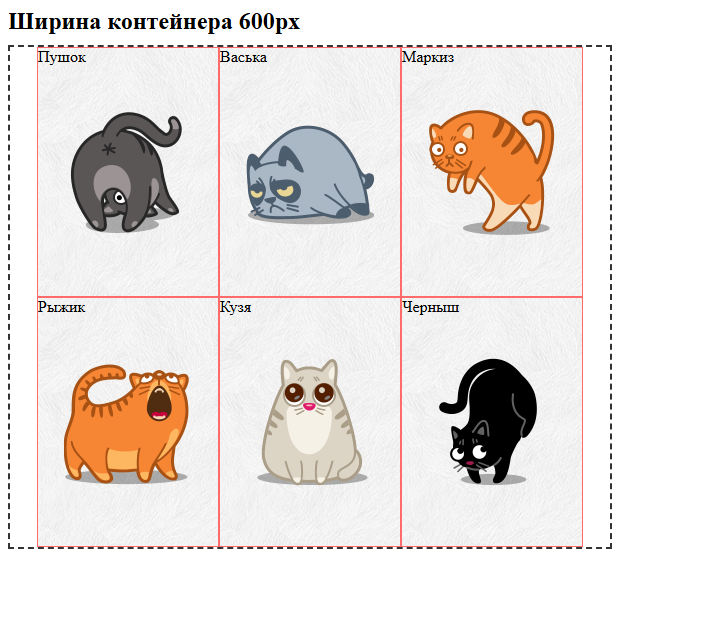 Ширина контейнера 600px
Пушок
Васька
Маркиз
Рыжик
Кузя
Черныш